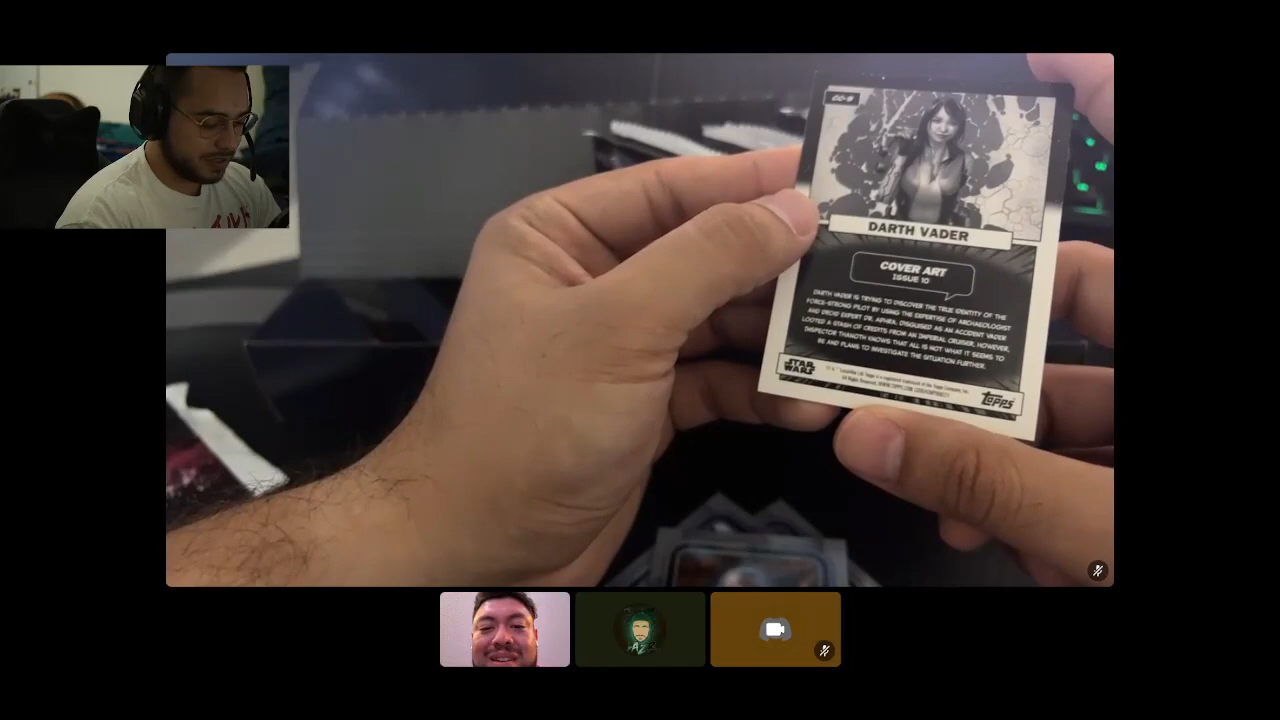 CC-9
DARTH VADER
COVER ART
ISSUE 10
DARTH VADER IS TRYING TO DISCOVER THE TRUE IDENTITY OF THE
FORCE-STRONG PILOT BY USING THE EXPERTISE OF ARCHAEOLOGIST
AND DROID EXPERT DR. APHRA. DISGUISED AS AN ACCIDENT VADER
LOOTED A STASH OF CREDITS FROM AN IMPERIAL CRUISER. HOWEVER,
INSPECTOR THANOTH KNOWS THAT ALL IS NOT WHAT IT SEEMS TO
BE AND PLANS TO INVESTIGATE THE SITUATION FURTHER.
STAR
WARS
TOPPS